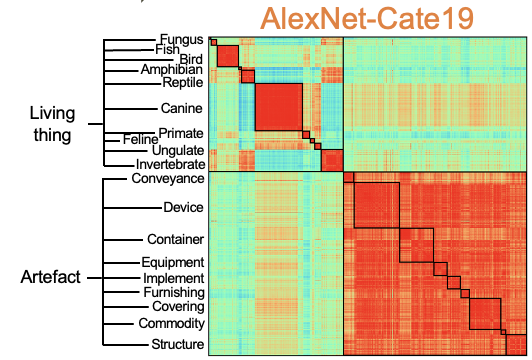 AlexNet-Cate19
Fungus
Fish
Bird
Amphibian
Reptile
Living
thing
Canine
Primate
Feline
Ungulate
Invertebrate
Conveyance
Device
Container
Equipment
Artefact
Implement
Furnishing
Covering
Commodity
Structure